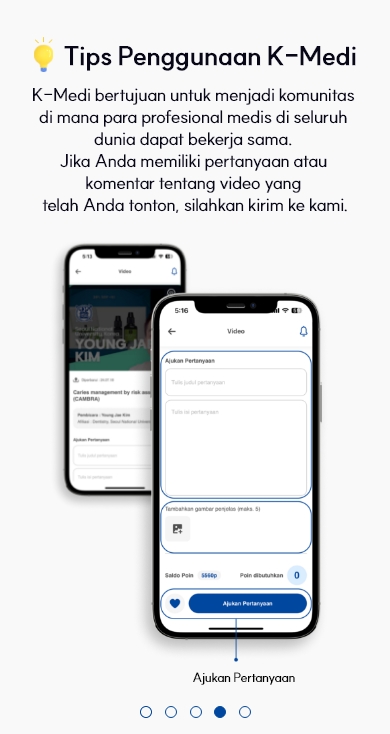 Tips Penggunaan K-Medi
K-Medi bertujuan untuk menjadi komunitas
di mana para profesional medis di seluruh
dunia dapat bekerja sama.
Jika Anda memiliki pertanyaan atau
komentar tentang video yang
telah Anda tonton, silahkan kirim ke kami.
5:13
Video
YOUNG JAE
KIM
Caries management by risk ass
(CAMBRA)
Pembicara : Young Jae Kim
Ajukan Pertanyaan
Tulis judul pertanyaan
Tulis isi pertanyaan
5:16
Video
Ajukan Pertanyaan
Tulis judul pertanyaan
Tulis isi pertanyaan
Tambahkan gambar penjelas (maks. 3)
Saldo Poin 5560p Poin dibutuhkan 0
Ajukan Pertanyaan
Ajukan Pertanyaan